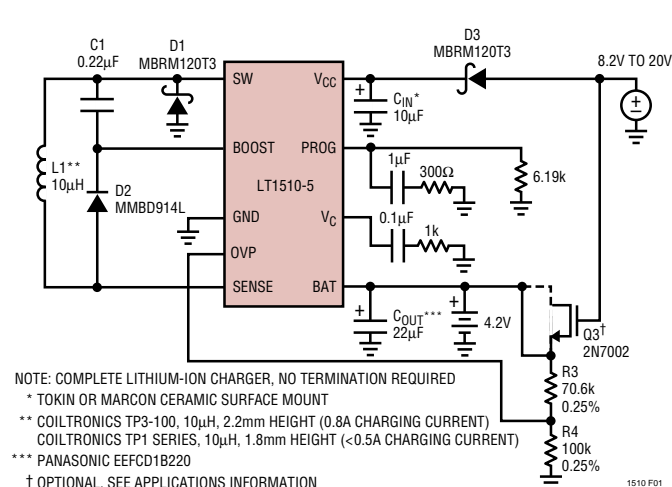 D3
MBRM120T3
8.2V TO 20V
C1
0.22µF
D1
MBRM120T3
SW
VCC
+
CIN*
10µF
+
–
BOOST
PROG
1µF
300Ω
6.19k
L1**
10µH
D2
MMBD914L
LT1510-5
GND
VC
0.1µF
1k
OVP
SENSE
BAT
+
COUT***
22µF
+
4.2V
Q3†
2N7002
R3
70.6k
0.25%
R4
100k
0.25%
NOTE: COMPLETE LITHIUM-ION CHARGER, NO TERMINATION REQUIRED
* TOKIN OR MARCON CERAMIC SURFACE MOUNT
** COILTRONICS TP3-100, 10µH, 2.2mm HEIGHT (0.8A CHARGING CURRENT)
COILTRONICS TP1 SERIES, 10µH, 1.8mm HEIGHT (<0.5A CHARGING CURRENT)
*** PANASONIC EEFCD1B220
† OPTIONAL, SEE APPLICATIONS INFORMATION
1510 F01